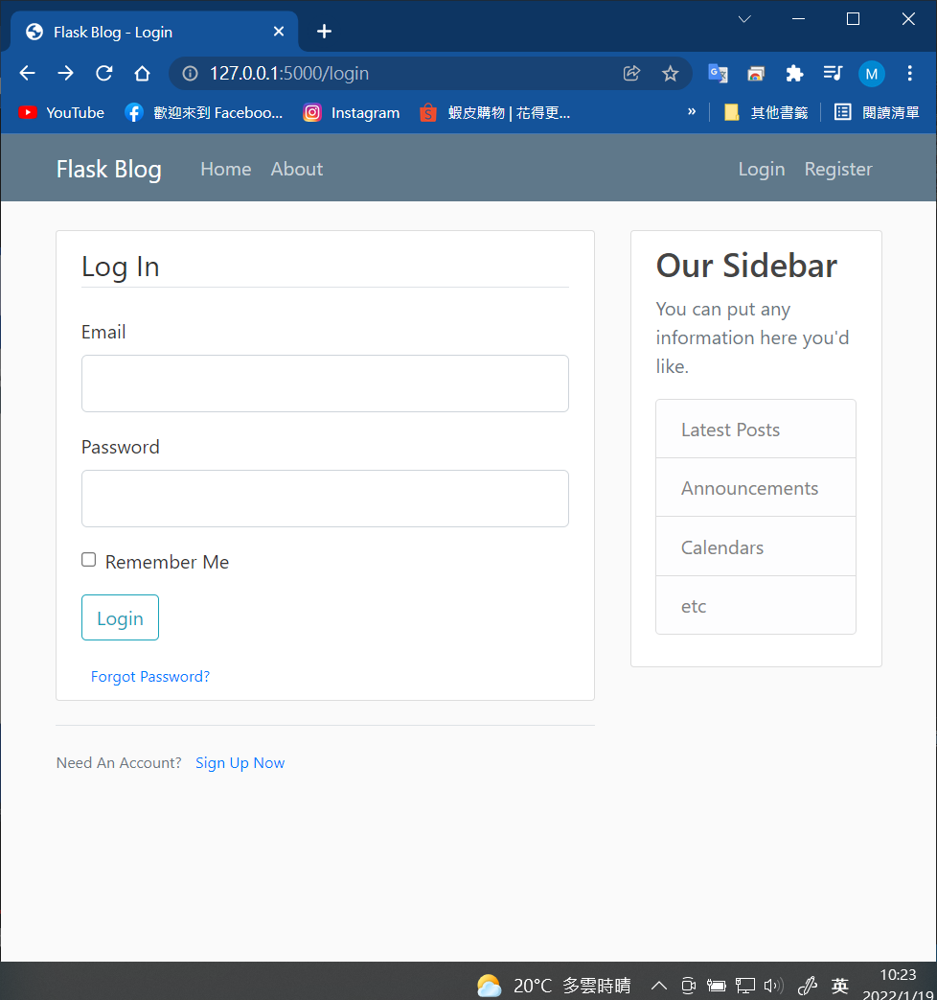 Flask Blog - Login
127.0.0.1:5000/login
M
YouTube 歡迎來到 Faceboo... Instagram 蝦皮購物 | 花得更... » 其他書籤 閱讀清單
Flask Blog Home About Login Register
Log In
Email
Password
Remember Me
Login
Forgot Password?
Need An Account? Sign Up Now
Our Sidebar
You can put any
information here you'd
like.
Latest Posts
Announcements
Calendars
etc
20°C 多雲時晴 英 10:23
2022/1/19